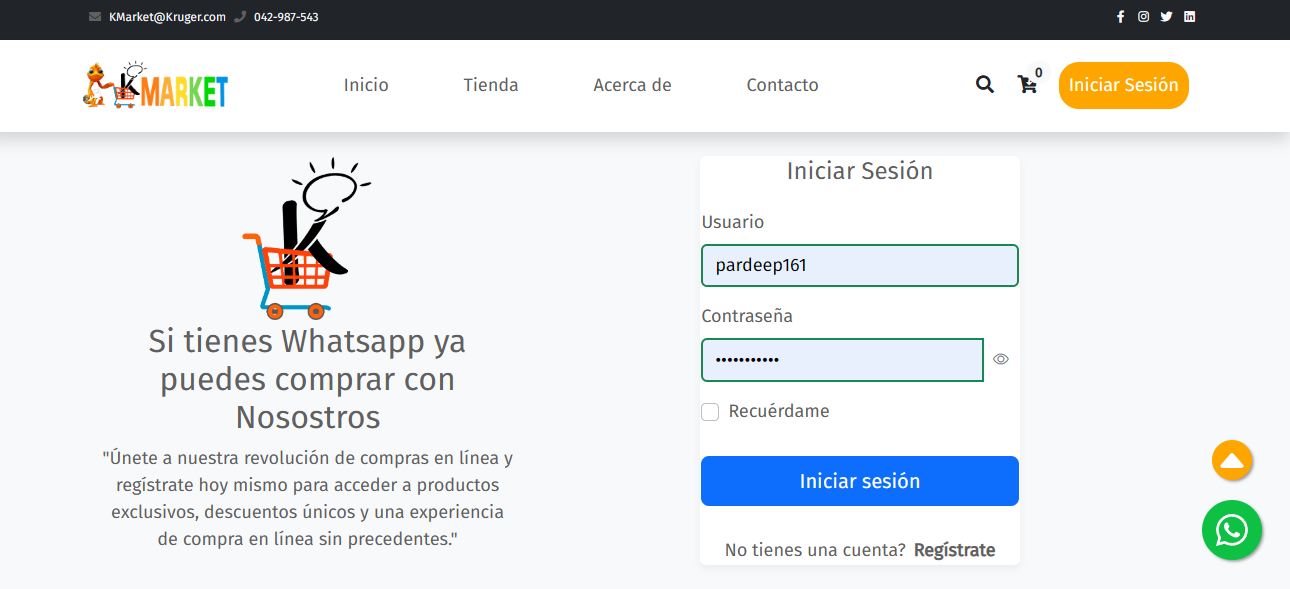 KMarket@Kruger.com 042-987-543
KMARKET
Inicio Tienda Acerca de Contacto 0 Iniciar Sesión
K
Si tienes Whatsapp ya
puedes comprar con
Nosostros
"Únete a nuestra revolución de compras en línea y
regístrate hoy mismo para acceder a productos
exclusivos, descuentos únicos y una experiencia
de compra en línea sin precedentes."
Iniciar Sesión
Usuario
pardeep161
Contraseña
•••••••••••
Recuérdame
Iniciar sesión
No tienes una cuenta? Regístrate